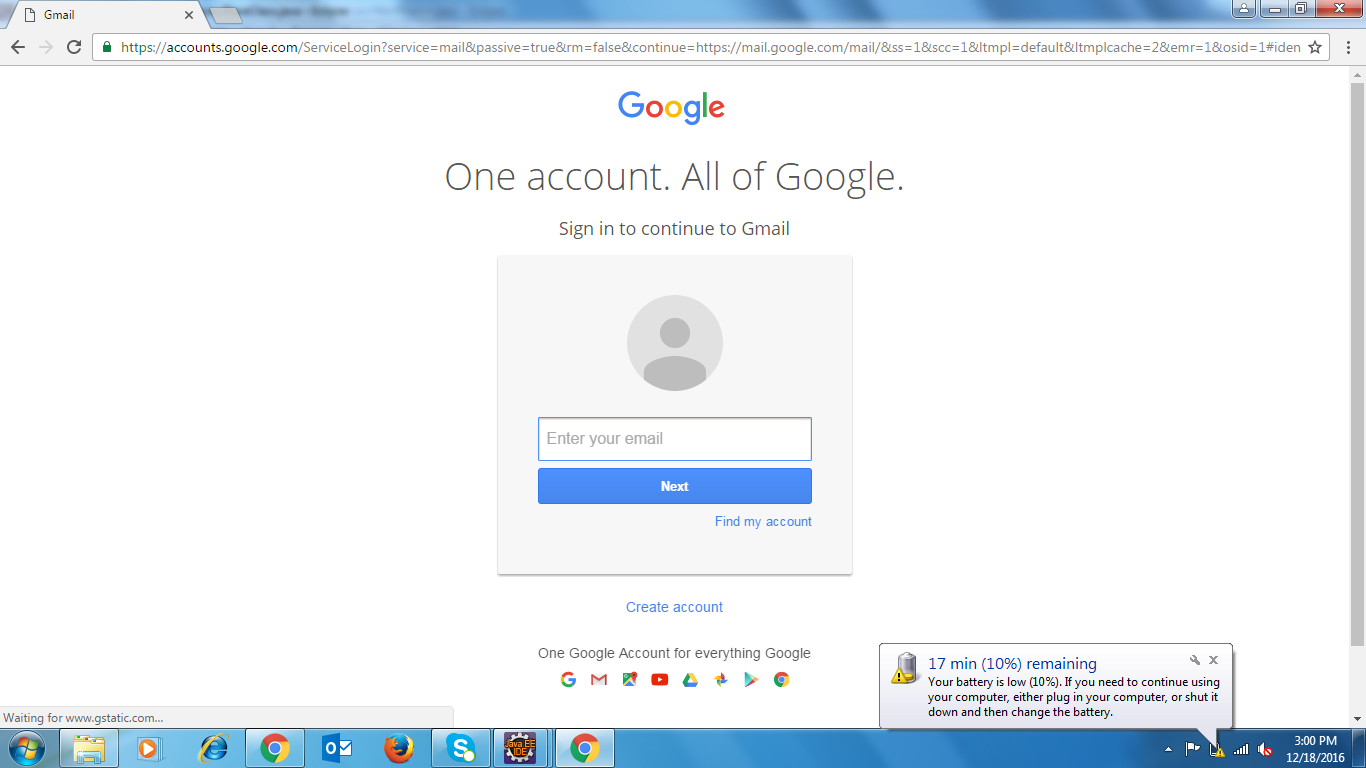 Gmail
https://accounts.google.com/ServiceLogin?service=mail&passive=true&rm=false&continue=https://mail.google.com/mail/&ss=1&scc=1&ltmpl=default&ltmplcache=2&emr=1&osid=1#iden
Google
One account. All of Google.
Sign in to continue to Gmail
Enter your email
Next
Find my account
Create account
One Google Account for everything Google
17 min (10%) remaining
Your battery is low (10%). If you need to continue using
your computer, either plug in your computer, or shut it
down and then change the battery.
Waiting for www.gstatic.com...
Java EE
IDE
3:00 PM
12/18/2016